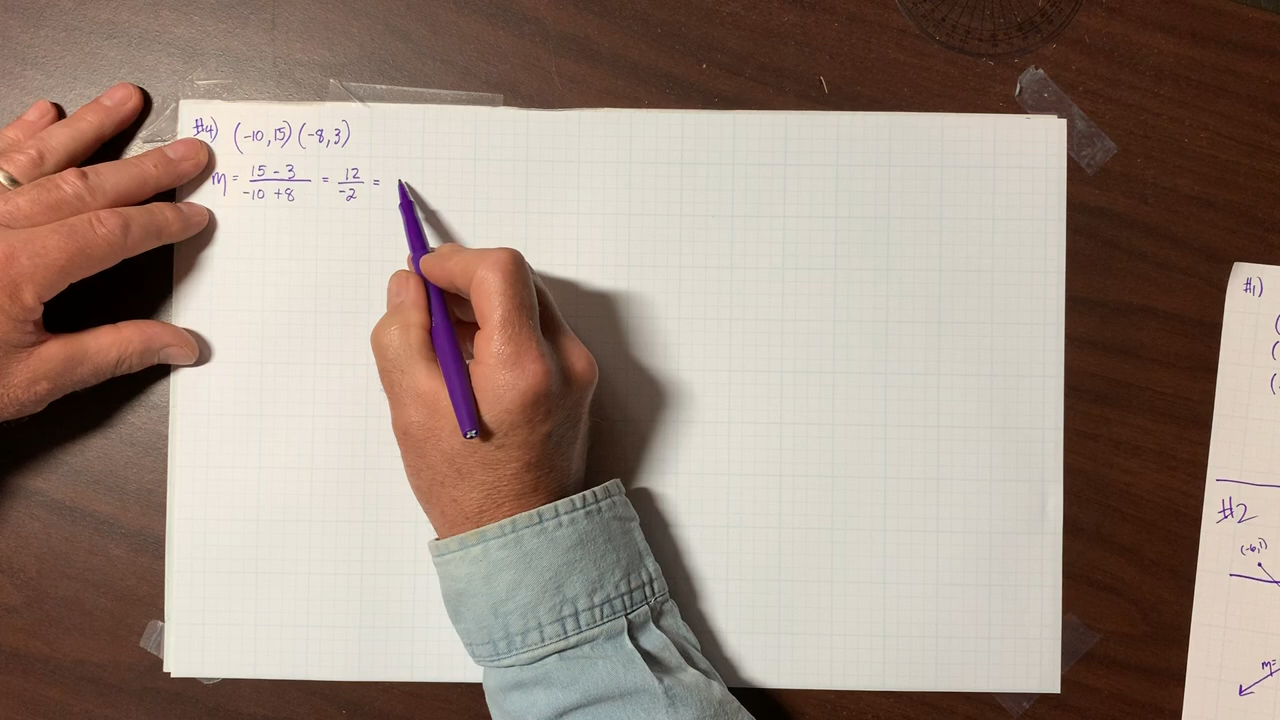 #4) (-10,15) (-8,3)
m = 15 - 3 / -10 + 8 = 12 / -2 =
#1)
(
(
(-
#2
(-6,1)
m=